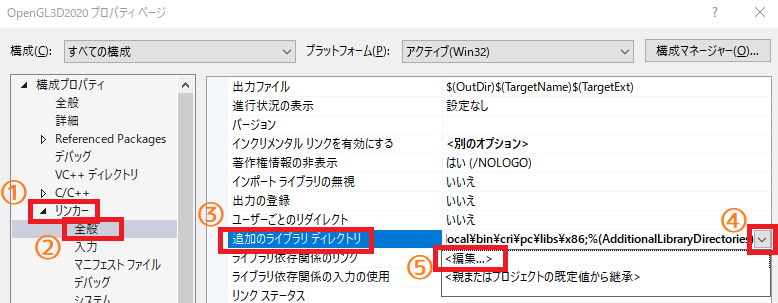 OpenGL3D2020 プロパティ ページ
構成(C): すべての構成 プラットフォーム(P): アクティブ(Win32) 構成マネージャー(O)...
構成プロパティ
全般
詳細
Referenced Packages
デバッグ
VC++ ディレクトリ
① C/C++
リンカー
② 全般
入力
マニフェスト ファイル
デバッグ
システム
出力ファイル $(OutDir)$(TargetName)$(TargetExt)
進行状況の表示 設定なし
バージョン
インクリメンタル リンクを有効にする <別のオプション>
著作権情報の非表示 はい (/NOLOGO)
インポート ライブラリの無視 いいえ
出力の登録 いいえ
③ ユーザーごとのリダイレクト いいえ ④
追加のライブラリ ディレクトリ ocal¥bin¥cri¥pc¥libs¥x86;%(AdditionalLibraryDirectories)
ライブラリ依存関係のリンク ⑤ <編集...>
ライブラリ依存関係の入力の使用 <親またはプロジェクトの既定値から継承>
リンク ステータス